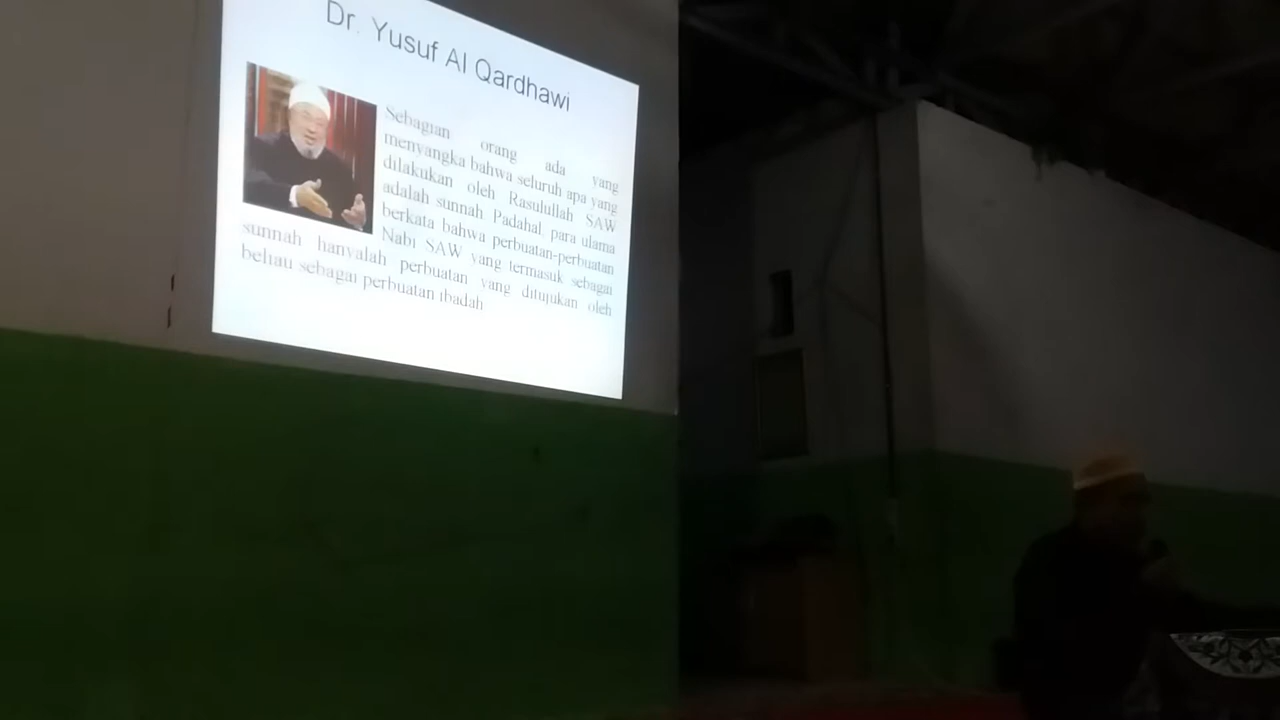 Dr. Yusuf Al Qardhawi
Sebagian orang ada yang
menyangka bahwa seluruh apa yang
dilakukan oleh Rasulullah SAW
adalah sunnah. Padahal, para ulama
berkata bahwa perbuatan-perbuatan
Nabi SAW yang termasuk sebagai
sunnah hanyalah perbuatan yang ditujukan oleh
beliau sebagai perbuatan ibadah